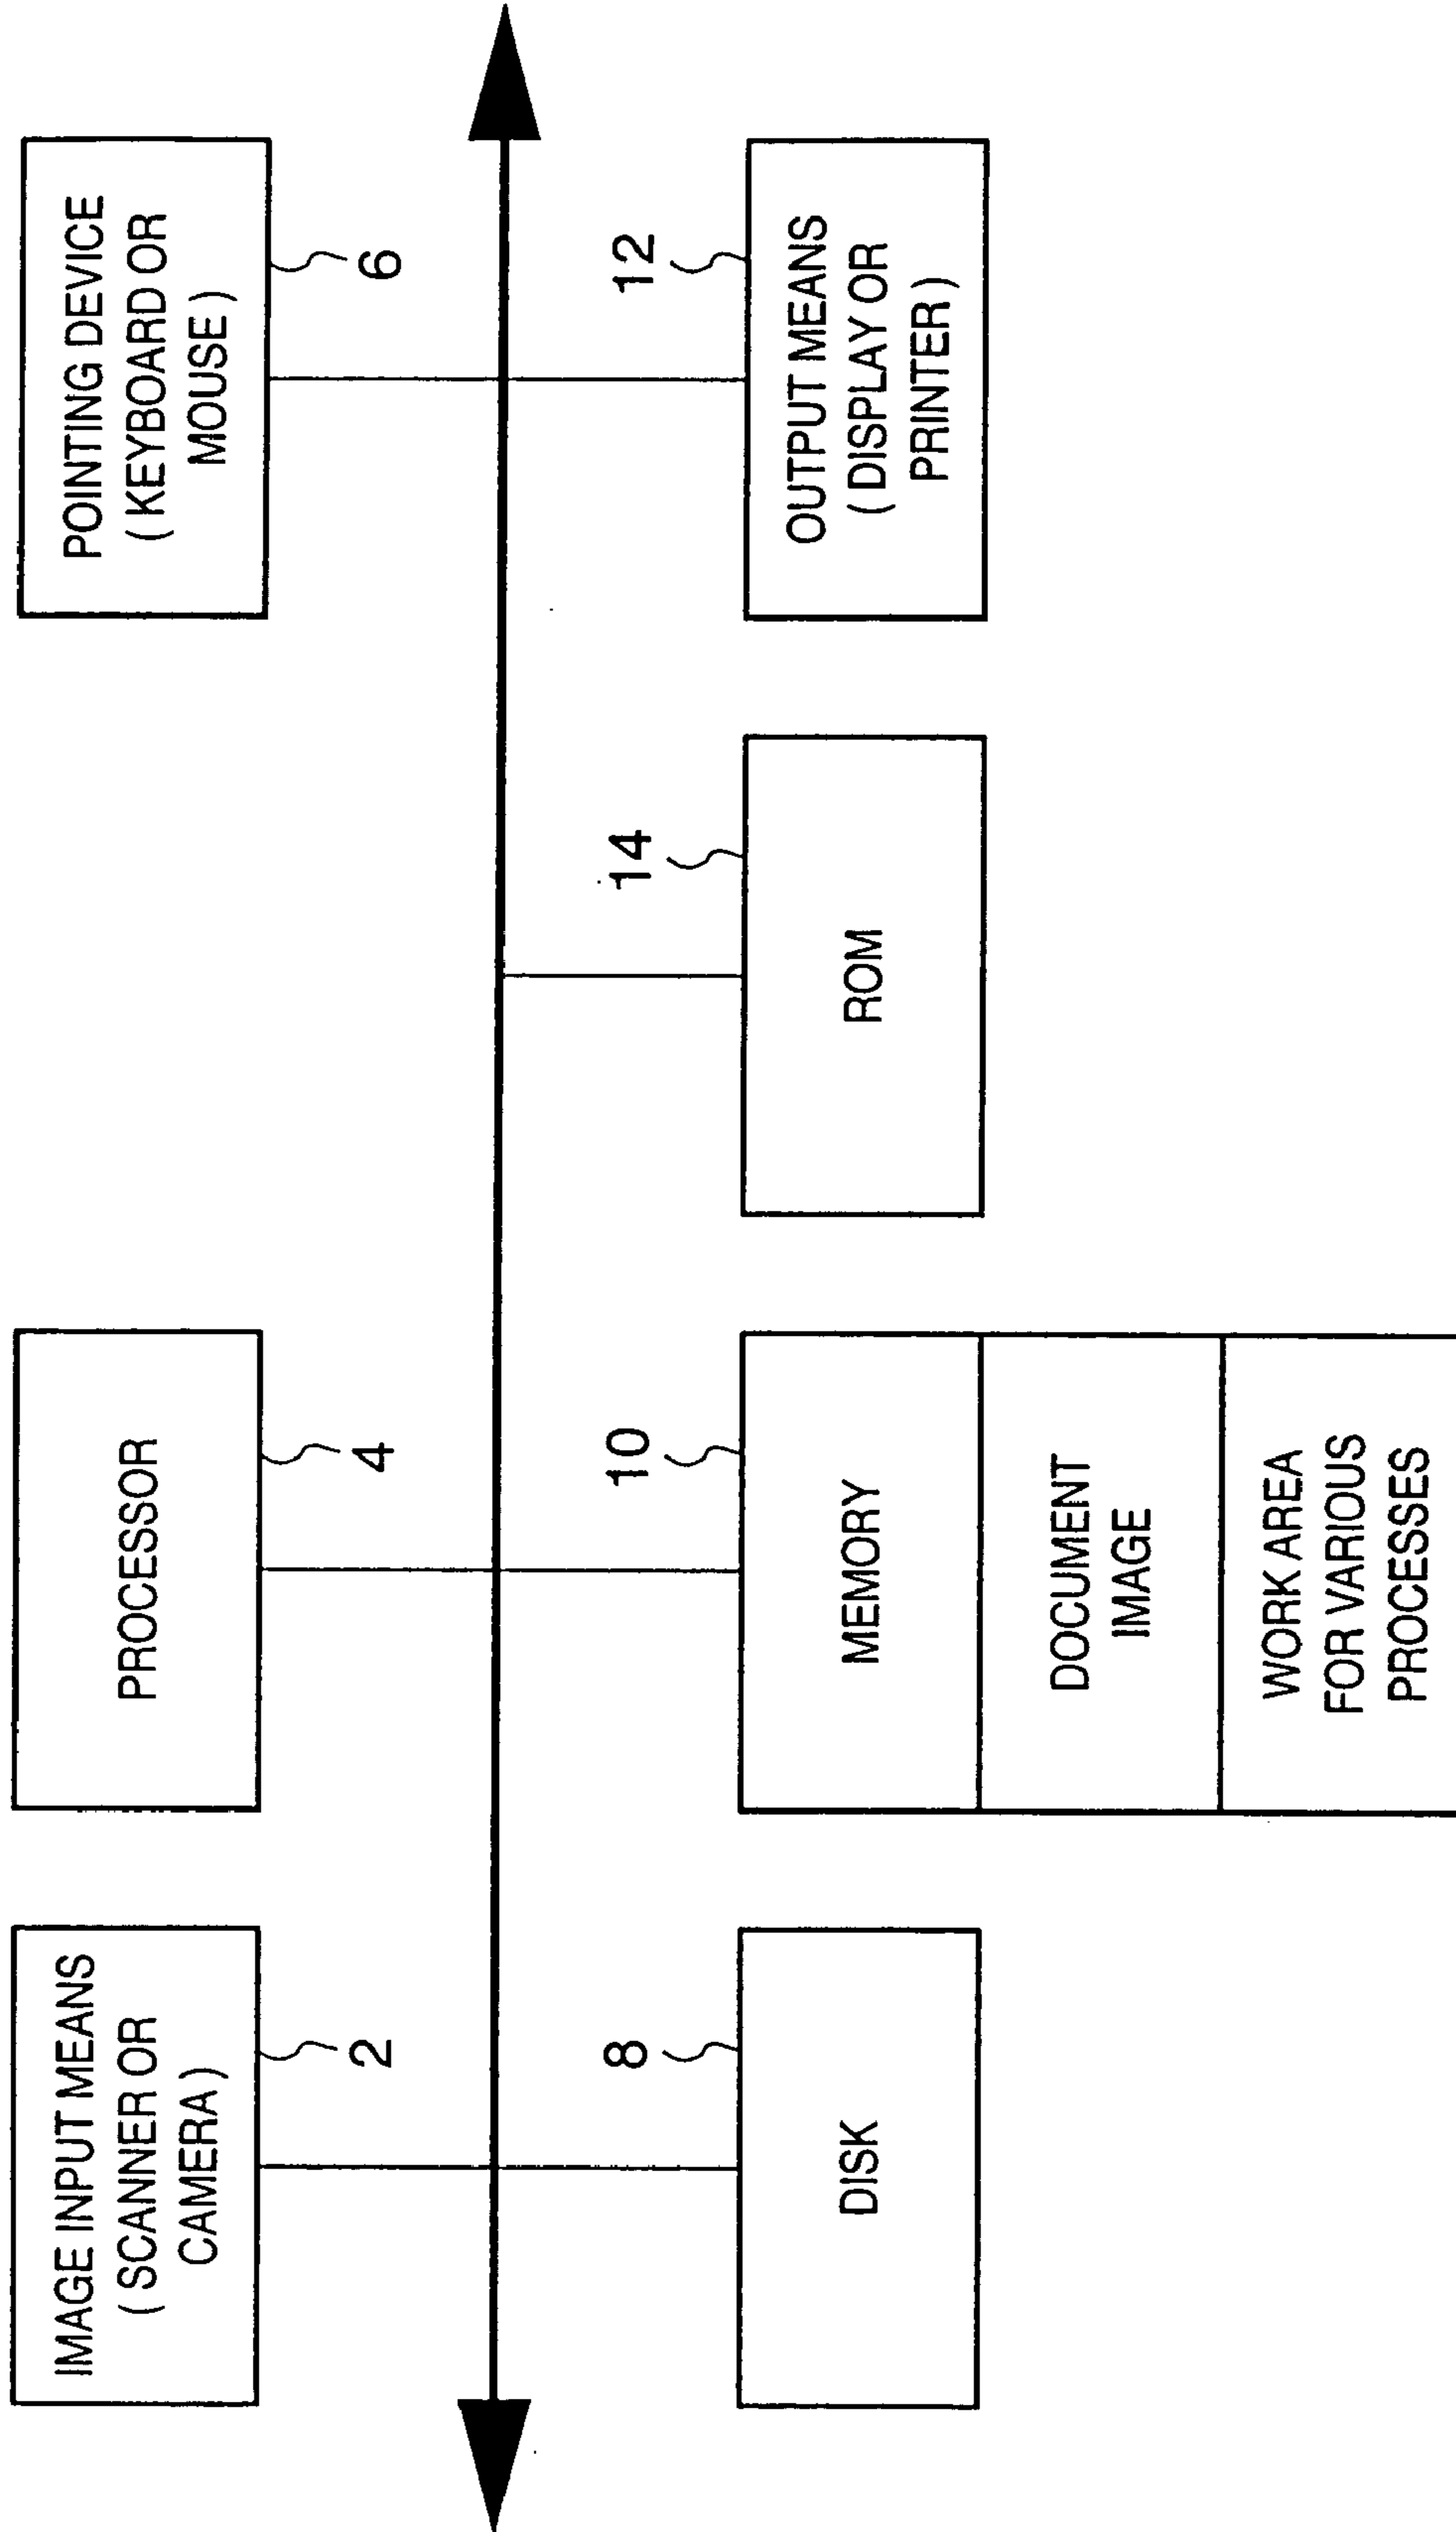 IMAGE INPUT MEANS
( SCANNER OR
CAMERA )
2
PROCESSOR
4
POINTING DEVICE
( KEYBOARD OR
MOUSE )
6
8
DISK
10
MEMORY
DOCUMENT
IMAGE
WORK AREA
FOR VARIOUS
PROCESSES
14
ROM
12
OUTPUT MEANS
( DISPLAY OR
PRINTER )